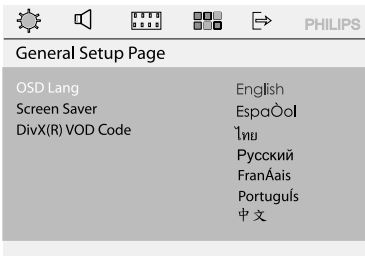 PHILIPS
General Setup Page
OSD Lang
Screen Saver
DivX(R) VOD Code
English
EspaÒol
ไทย
Русский
FranÁais
PortuguÍs
中文